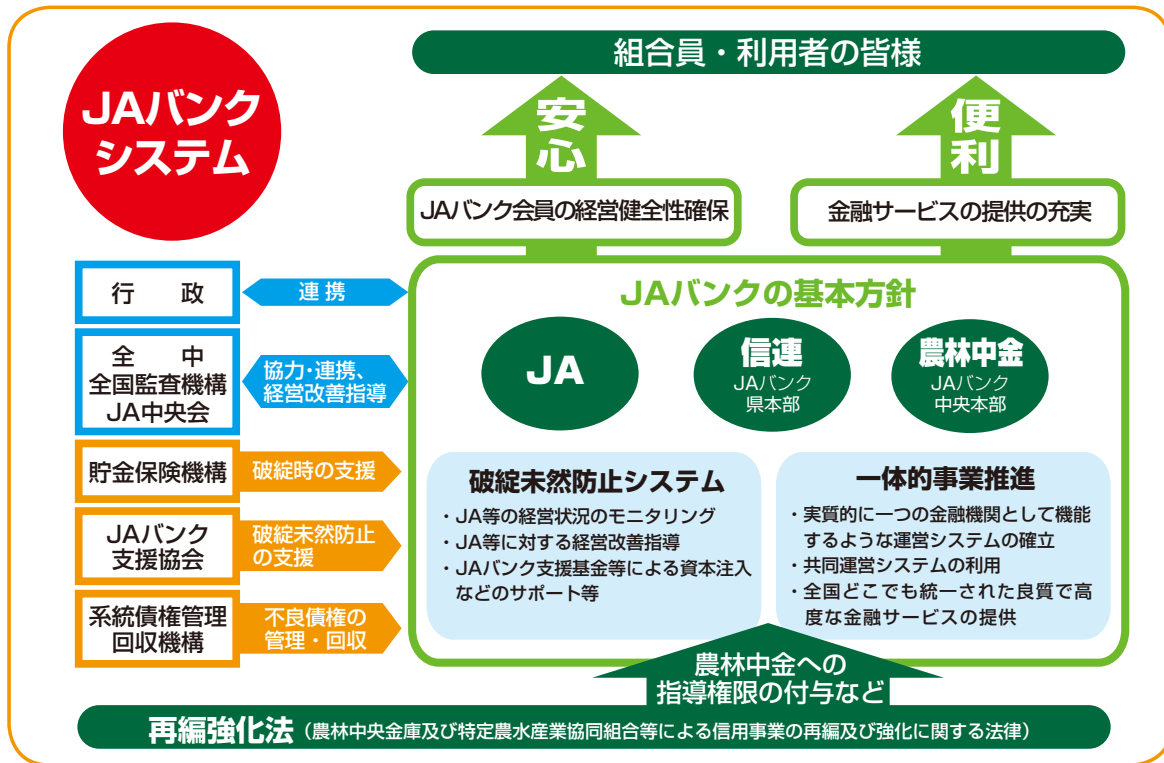 JAバンク
システム
組合員・利用者の皆様
安心
便利
JAバンク会員の経営健全性確保
金融サービスの提供の充実
行　政
連携
全　中
全国監査機構
JA中央会
協力・連携、
経営改善指導
貯金保険機構
破綻時の支援
JAバンク
支援協会
破綻未然防止
の支援
系統債権管理
回収機構
不良債権の
管理・回収
JAバンクの基本方針
JA
信連
JAバンク
県本部
農林中金
JAバンク
中央本部
破綻未然防止システム
・JA等の経営状況のモニタリング
・JA等に対する経営改善指導
・JAバンク支援基金等による資本注入
などのサポート等
一体的事業推進
・実質的に一つの金融機関として機能
するような運営システムの確立
・共同運営システムの利用
・全国どこでも統一された良質で高
度な金融サービスの提供
農林中金への
指導権限の付与など
再編強化法（農林中央金庫及び特定農水産業協同組合等による信用事業の再編及び強化に関する法律）